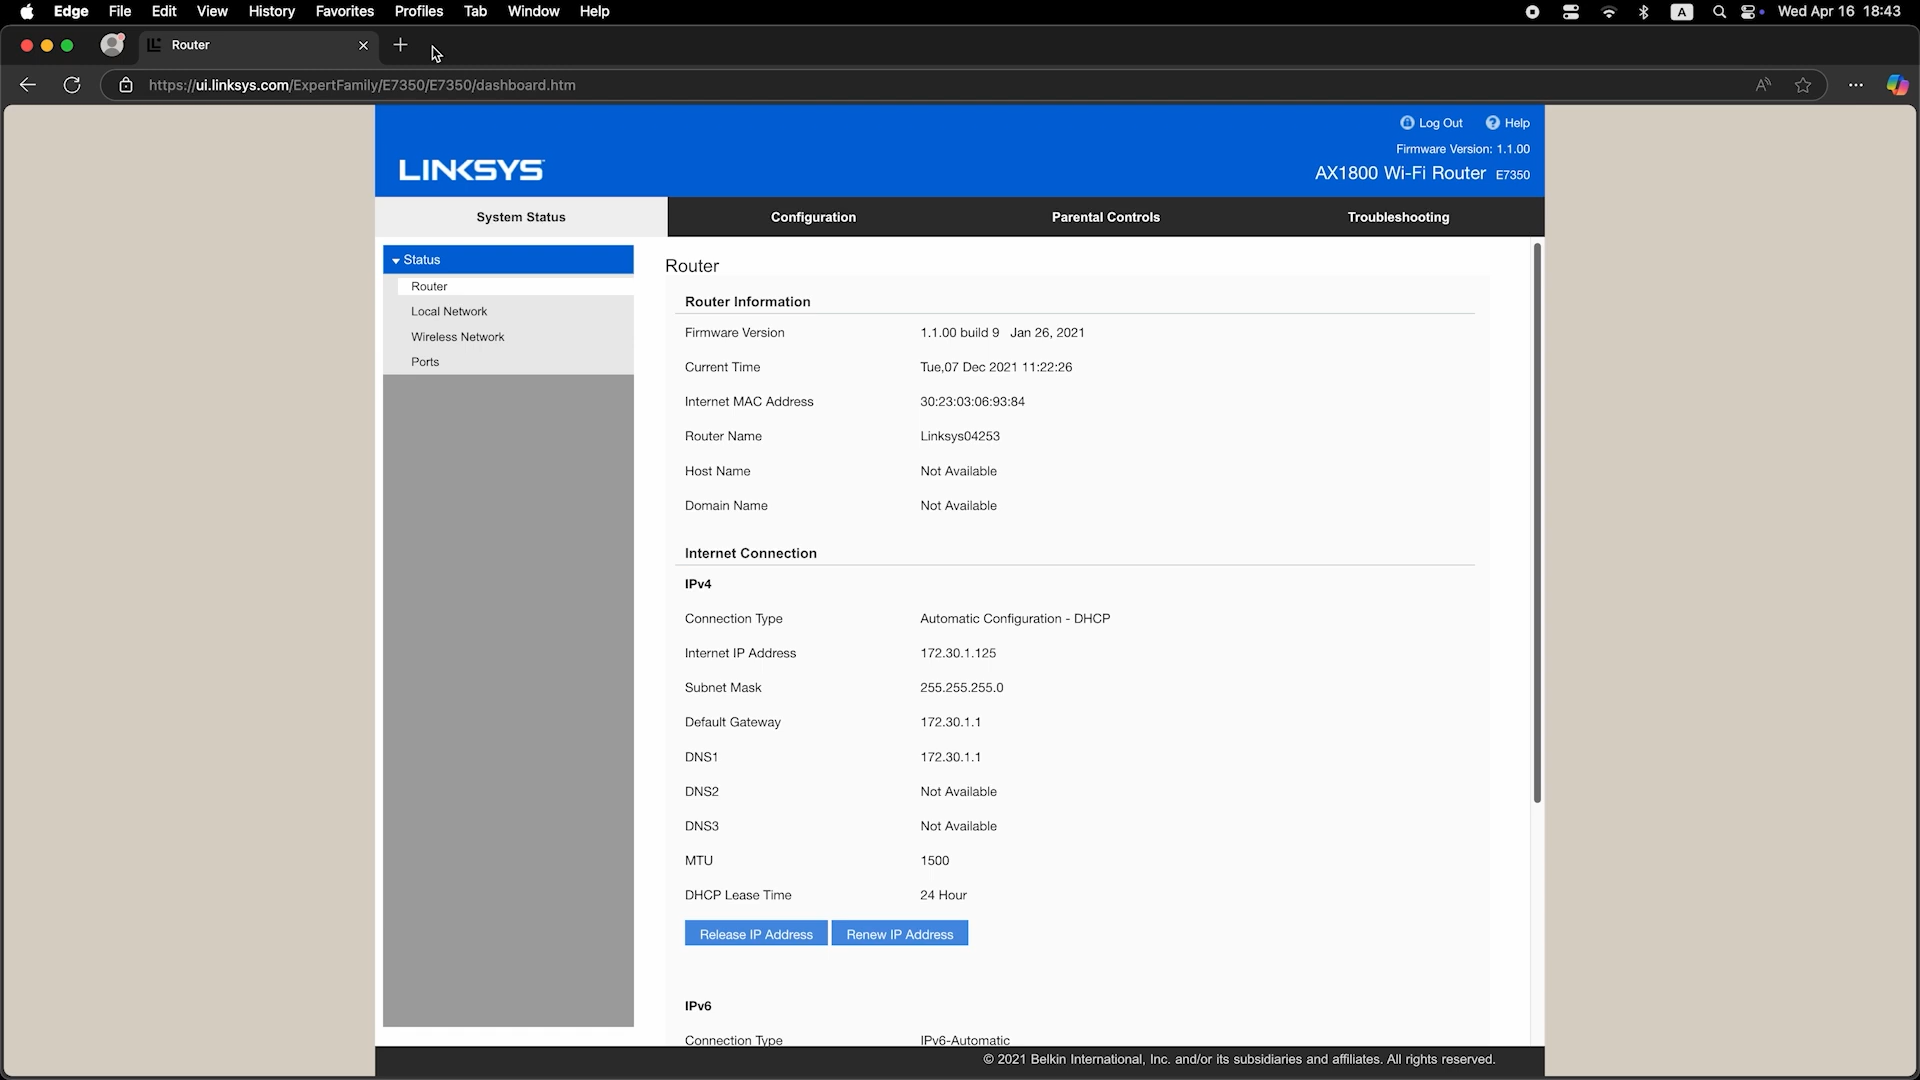 Edge File Edit View History Favorites Profiles Tab Window Help
A Wed Apr 16 18:43
Router
https://ui.linksys.com/ExpertFamily/E7350/E7350/dashboard.htm
Log Out Help
Firmware Version: 1.1.00
LINKSYS
AX1800 Wi-Fi Router E7350
System Status Configuration Parental Controls Troubleshooting
Status
Router
Local Network
Wireless Network
Ports
Router
Router Information
Firmware Version 1.1.00 build 9 Jan 26, 2021
Current Time Tue,07 Dec 2021 11:22:26
Internet MAC Address 30:23:03:06:93:84
Router Name Linksys04253
Host Name Not Available
Domain Name Not Available
Internet Connection
IPv4
Connection Type Automatic Configuration - DHCP
Internet IP Address 172.30.1.125
Subnet Mask 255.255.255.0
Default Gateway 172.30.1.1
DNS1 172.30.1.1
DNS2 Not Available
DNS3 Not Available
MTU 1500
DHCP Lease Time 24 Hour
Release IP Address Renew IP Address
IPv6
Connection Type IPv6-Automatic
© 2021 Belkin International, Inc. and/or its subsidiaries and affiliates. All rights reserved.